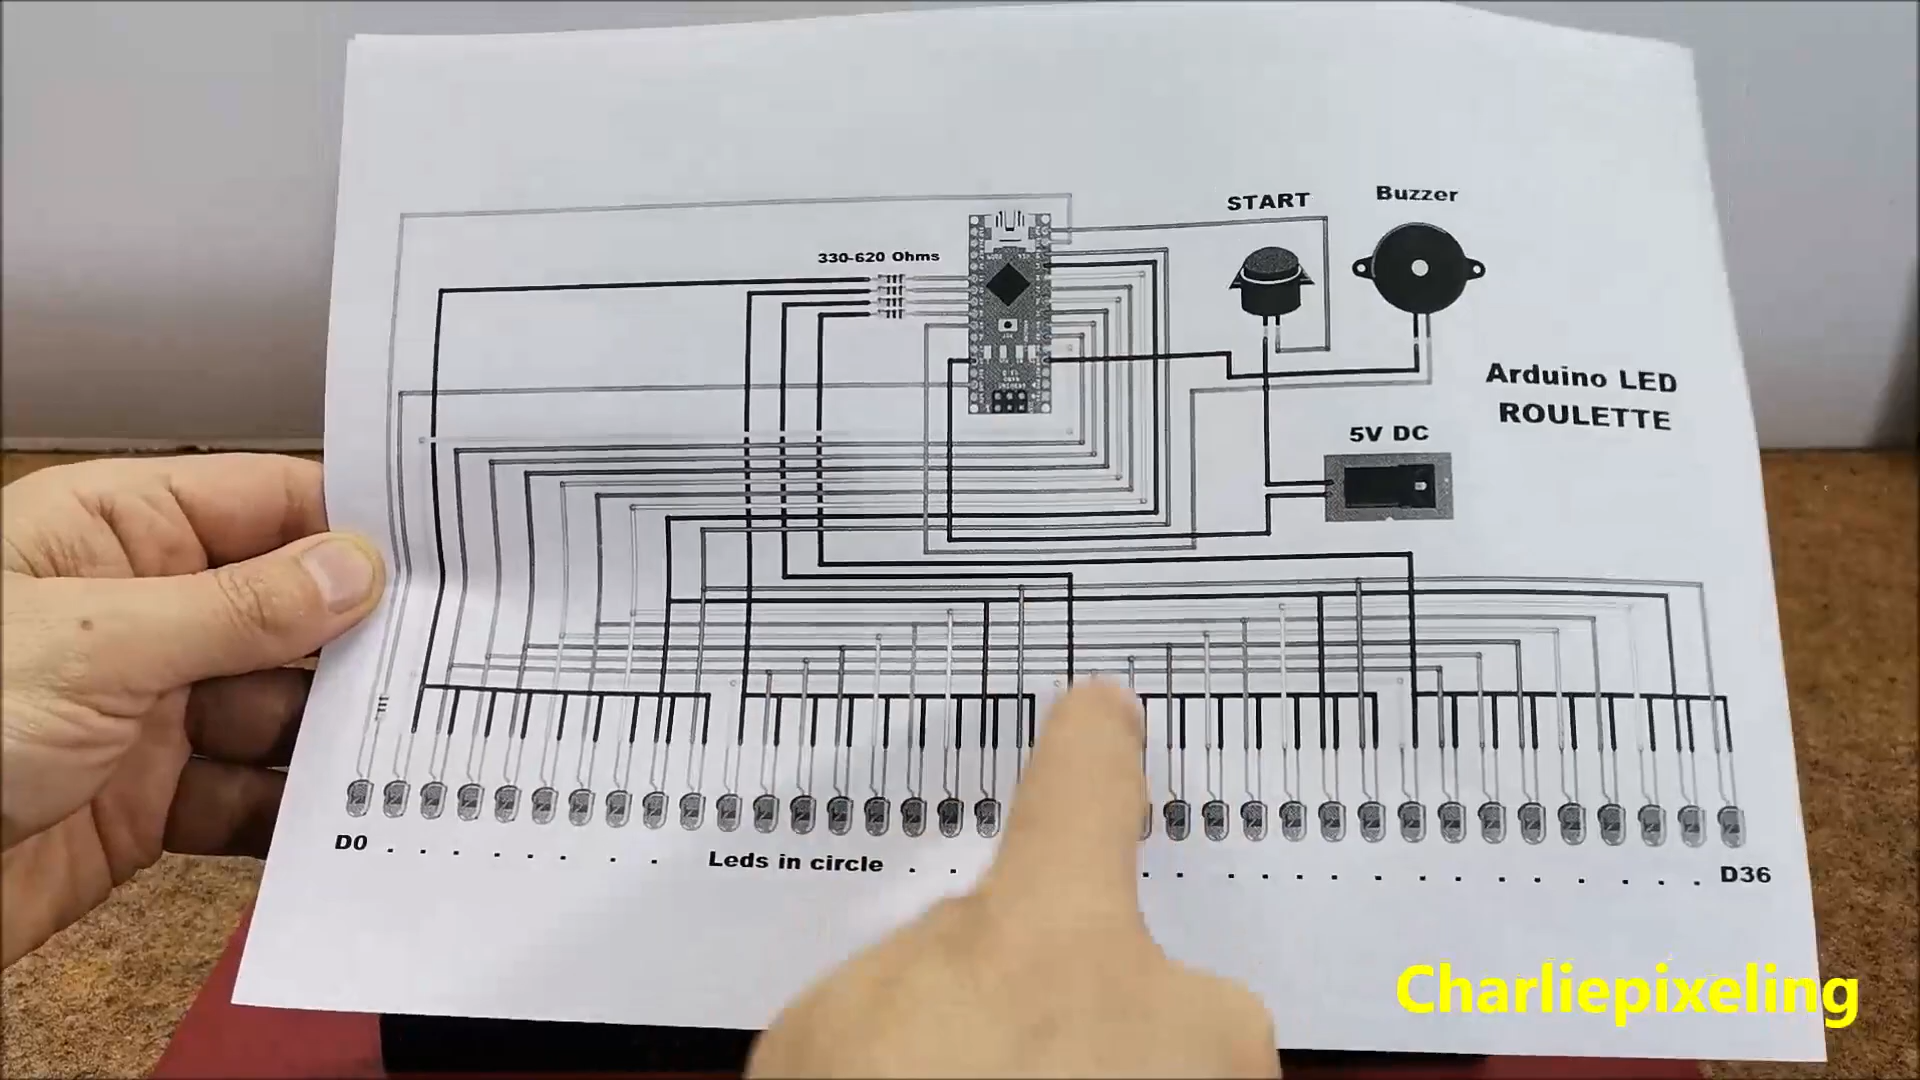 START
Buzzer
330-620 Ohms
Arduino LED
ROULETTE
5V DC
D0 . . . . . . . . Leds in circle . . . . . . . . . . . . . . . . . D36
Charliepixeling